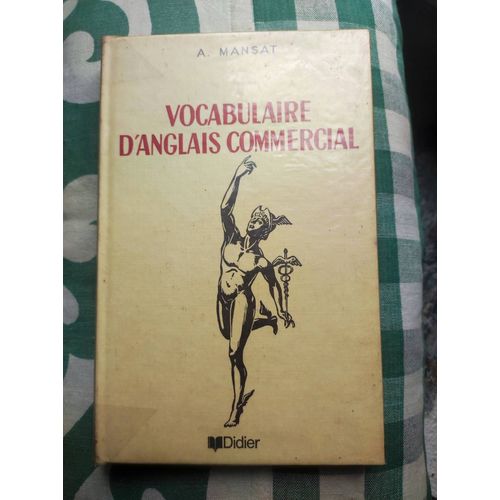 A. MANSAT
VOCABULAIRE
D'ANGLAIS COMMERCIAL
Didier